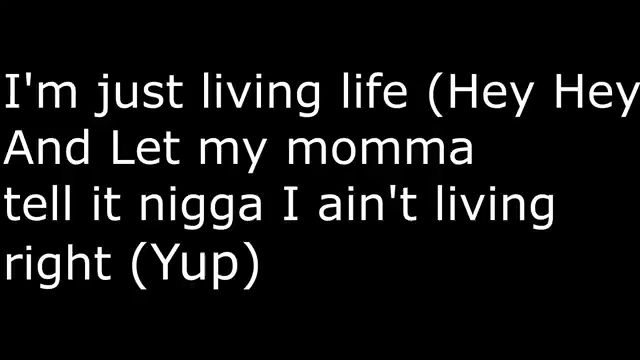 I'm just living life (Hey Hey
And Let my momma
tell it nigga I ain't living
right (Yup)